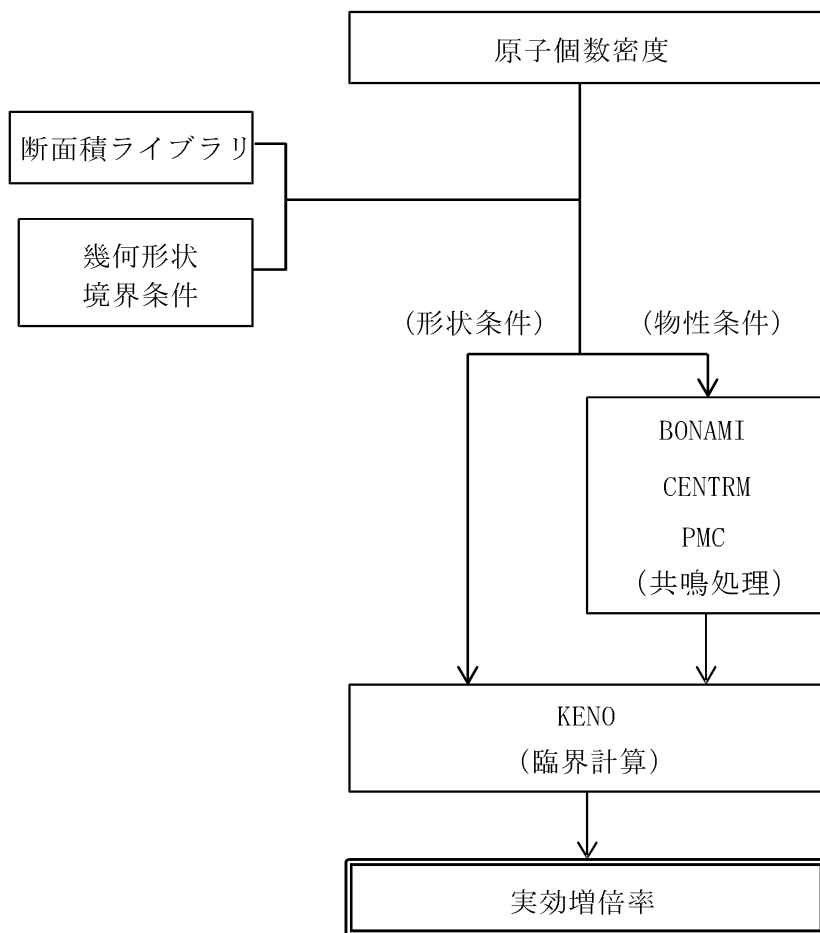 原子個数密度
断面積ライブラリ
幾何形状
境界条件
(形状条件)
(物性条件)
BONAMI
CENTRM
PMC
(共鳴処理)
KENO
(臨界計算)
実効増倍率